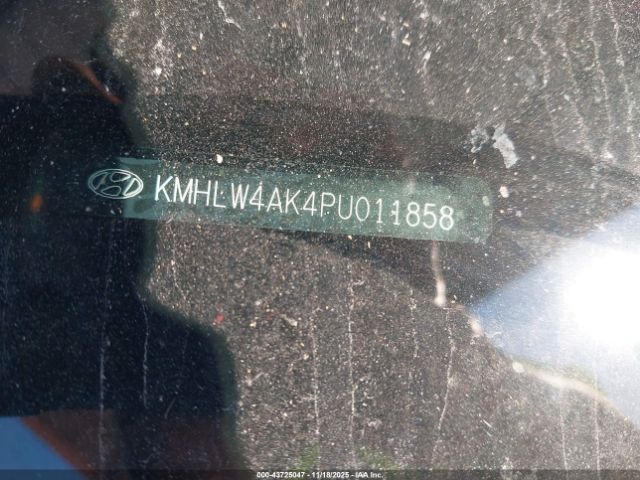 KMHLW4AK4PU011858
000-43725047 - 11/18/2025 - IAA Inc.